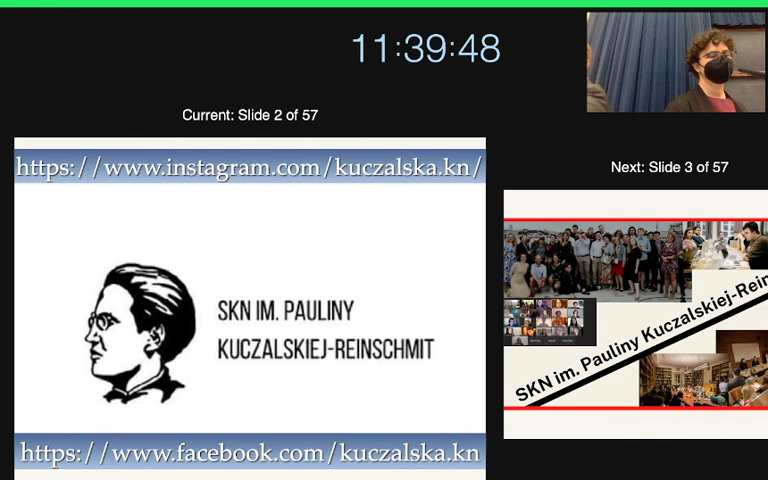 11:39:48
Current: Slide 2 of 57
https://www.instagram.com/kuczalska.kn/
SKN IM. PAULINY
KUCZALSKIEJ-REINSCHMIT
https://www.facebook.com/kuczalska.kn
Next: Slide 3 of 57
SKN im. Pauliny Kuczalskiej-Rein